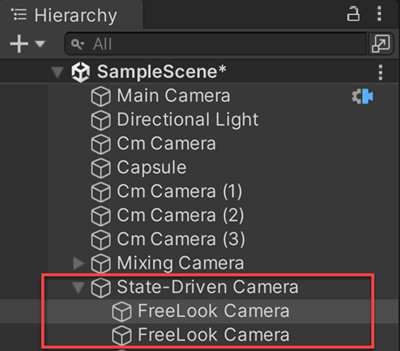 Hierarchy
All
SampleScene*
Main Camera
Directional Light
Cm Camera
Capsule
Cm Camera (1)
Cm Camera (2)
Cm Camera (3)
Mixing Camera
State-Driven Camera
FreeLook Camera
FreeLook Camera